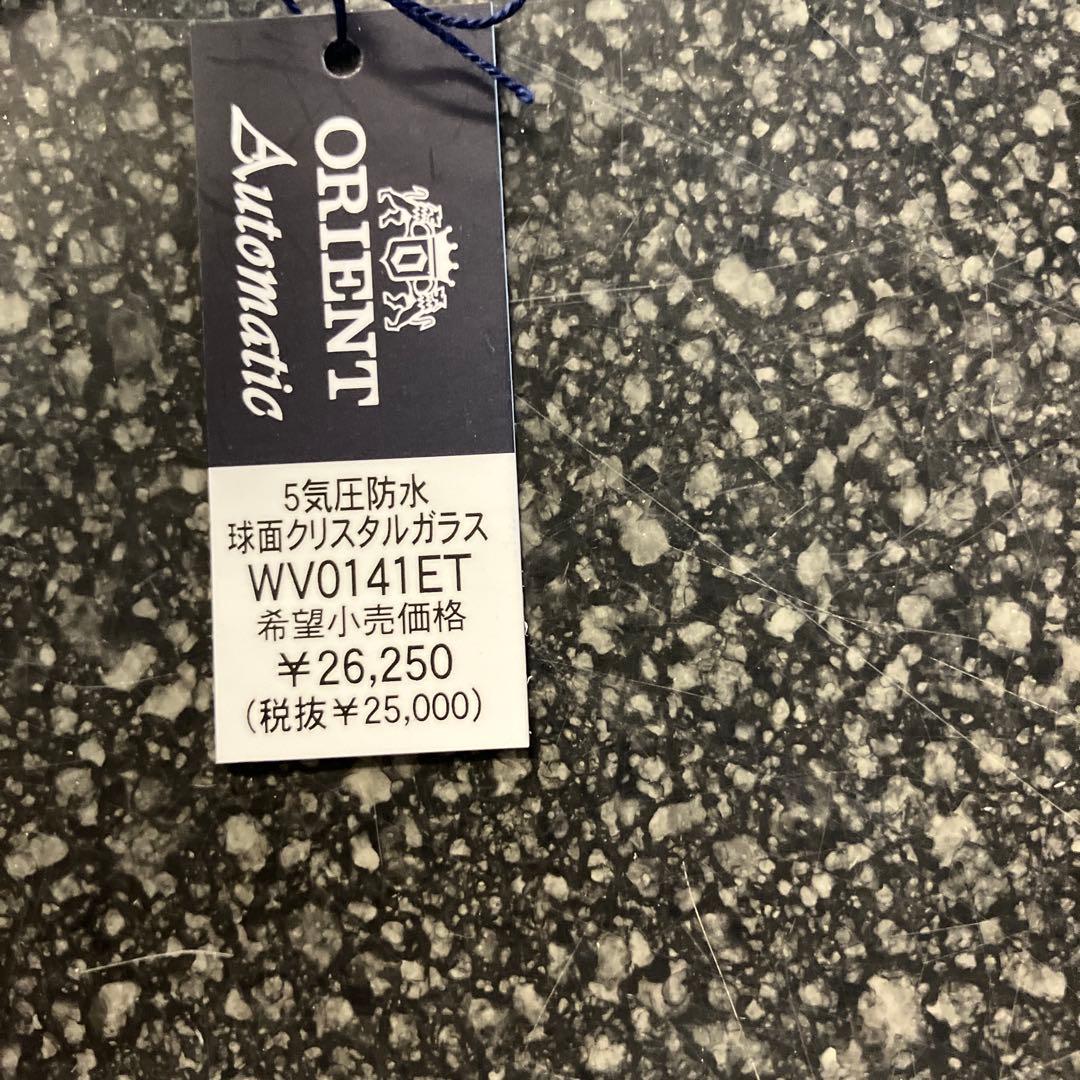 ORIENT
Automatic
5気圧防水
球面クリスタルガラス
WV0141ET
希望小売価格
￥26,250
(税抜￥25,000)